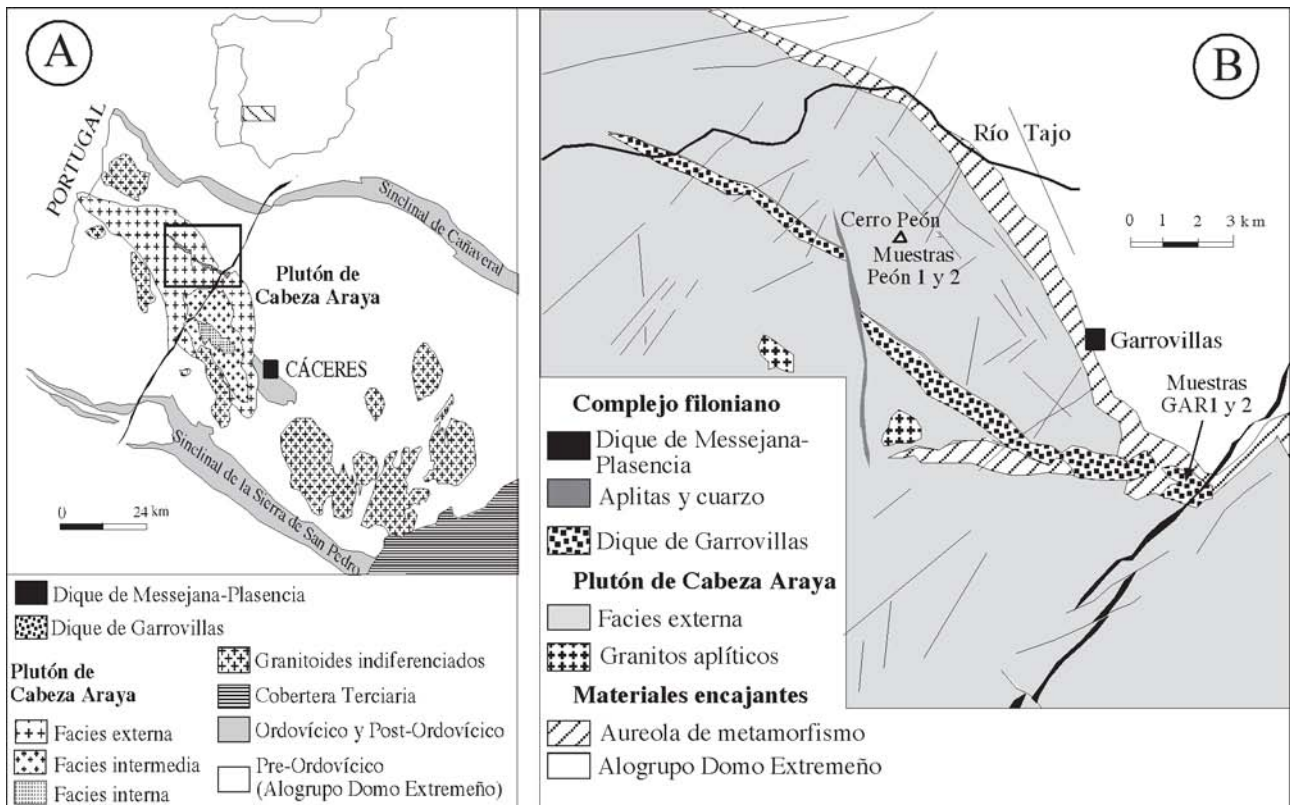 A
PORTUGAL
Sinclinal de Cañaveral
Plutón de
Cabeza Araya
CÁCERES
Sinclinal de la Sierra de San Pedro
0 24 km
Dique de Messejana-Plasencia
Dique de Garrovillas
Plutón de
Cabeza Araya
Facies externa
Facies intermedia
Facies interna
Granitoides indiferenciados
Cobertera Terciaria
Ordovícico y Post-Ordovícico
Pre-Ordovícico
(Alogrupo Domo Extremeño)
B
Río Tajo
0 1 2 3 km
Cerro Peón
Muestras
Peón 1 y 2
Garrovillas
Muestras
GAR1 y 2
Complejo filoniano
Dique de Messejana-
Plasencia
Aplitas y cuarzo
Dique de Garrovillas
Plutón de Cabeza Araya
Facies externa
Granitos aplíticos
Materiales encajantes
Aureola de metamorfismo
Alogrupo Domo Extremeño